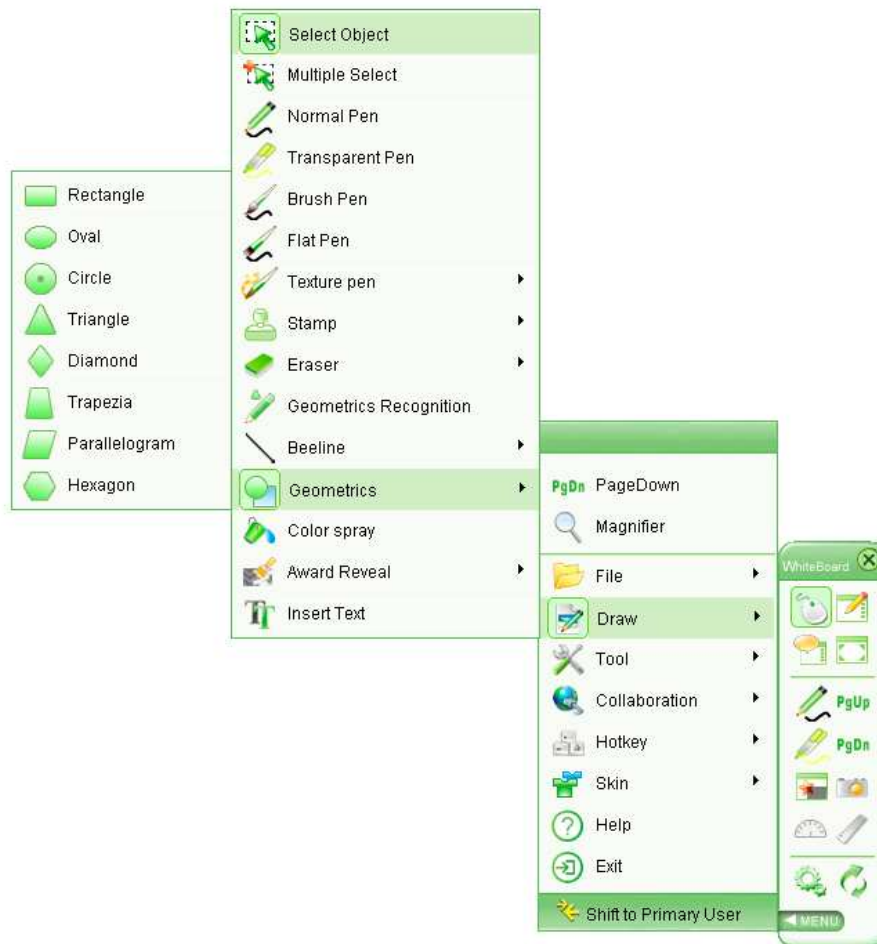 Select Object
Multiple Select
Normal Pen
Transparent Pen
Brush Pen
Flat Pen
Texture pen
Stamp
Eraser
Geometrics Recognition
Beeline
Geometrics
Color spray
Award Reveal
Insert Text
Rectangle
Oval
Circle
Triangle
Diamond
Trapezia
Parallelogram
Hexagon
PgDn PageDown
Magnifier
File
Draw
Tool
Collaboration
Hotkey
Skin
Help
Exit
Shift to Primary User
WhiteBoard
PgUp
PgDn
MENU